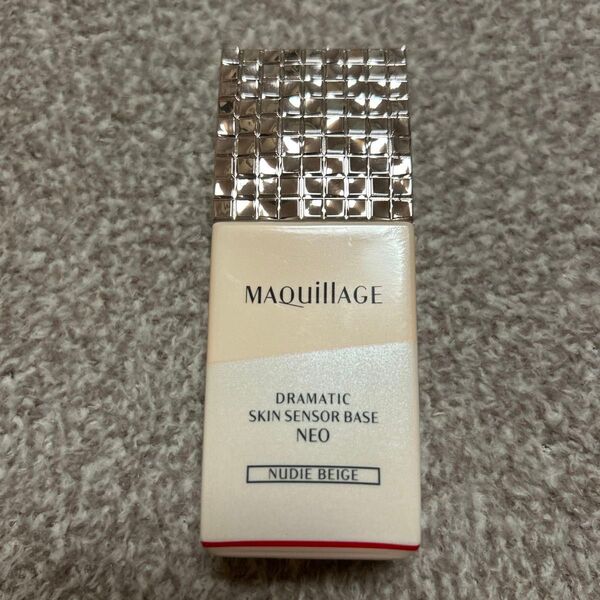 MAQuillAGE
DRAMATIC
SKIN SENSOR BASE
NEO
NUDIE BEIGE